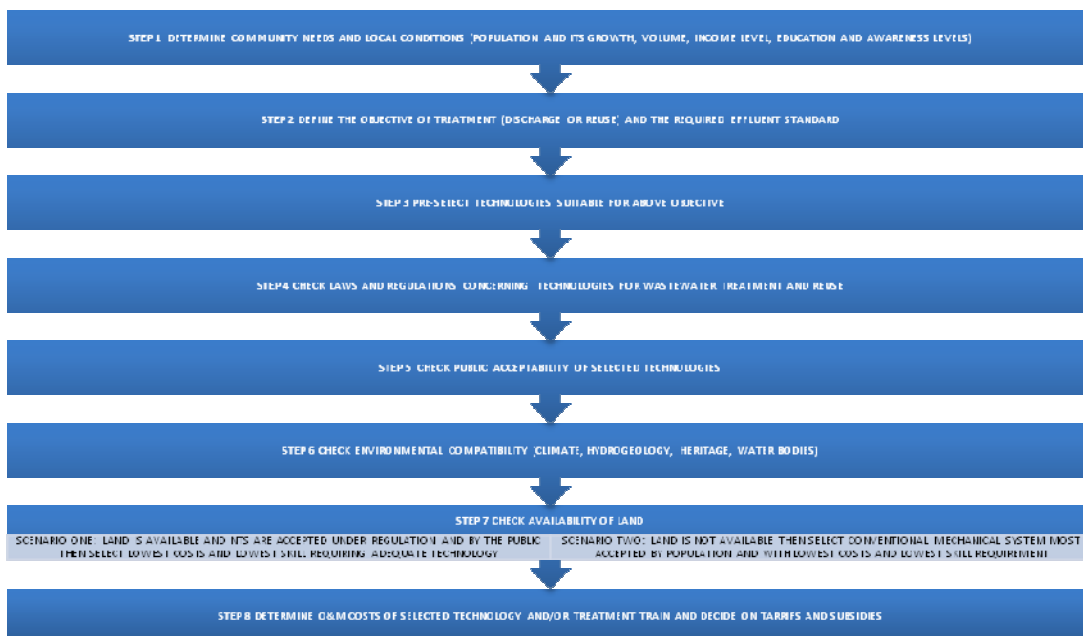 STEP 1 DETERMINE COMMUNITY NEEDS AND LOCAL CONDITIONS (POPULATION AND ITS GROWTH, VOLUME, INCOME LEVEL, EDUCATION AND AWARENESS LEVELS)
STEP 2 DEFINE THE OBJECTIVE OF TREATMENT (DISCHARGE OR REUSE) AND THE REQUIRED EFFLUENT STANDARD
STEP 3 PRE-SELECT TECHNOLOGIES SUITABLE FOR ABOVE OBJECTIVE
STEP 4 CHECK LAWS AND REGULATIONS CONCERNING TECHNOLOGIES FOR WASTEWATER TREATMENT AND REUSE
STEP 5 CHECK PUBLIC ACCEPTABILITY OF SELECTED TECHNOLOGIES
STEP 6 CHECK ENVIRONMENTAL COMPATIBILITY (CLIMATE, HYDROGEOLOGY, HERITAGE, WATER BODIES)
STEP 7 CHECK AVAILABILITY OF LAND
SCENARIO ONE: LAND IS AVAILABLE AND NTS ARE ACCEPTED UNDER REGULATION AND BY THE PUBLIC
THEN SELECT LOWEST COSTS AND LOWEST SKILL REQUIRING ADEQUATE TECHNOLOGY
SCENARIO TWO: LAND IS NOT AVAILABLE THEN SELECT CONVENTIONAL MECHANICAL SYSTEM MOST
ACCEPTED BY POPULATION AND WITH LOWEST COSTS AND LOWEST SKILL REQUIREMENT
STEP 8 DETERMINE O&M COSTS OF SELECTED TECHNOLOGY AND/OR TREATMENT TRAIN AND DECIDE ON TARRIFS AND SUBSIDIES